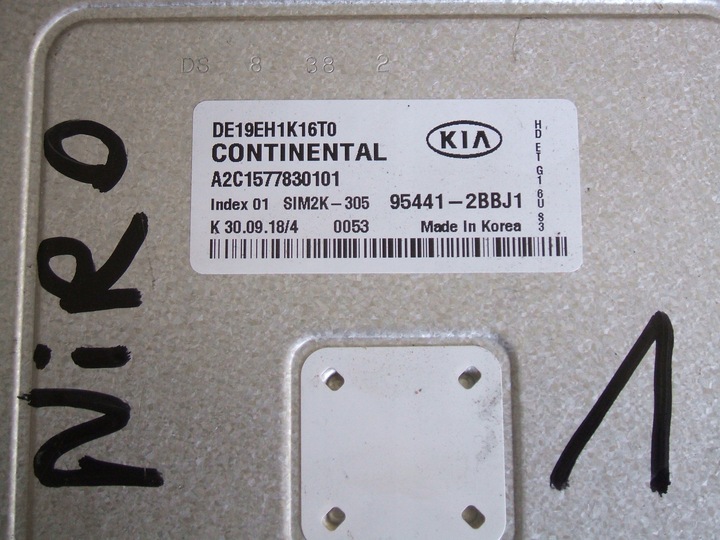 DS 8 38 2
NiRO
DE19EH1K16T0
CONTINENTAL
KIA
A2C1577830101
Index 01 SIM2K-305 95441-2BBJ1
K 30.09.18/4 0053 Made In Korea
HD ET G1 6U S3
1